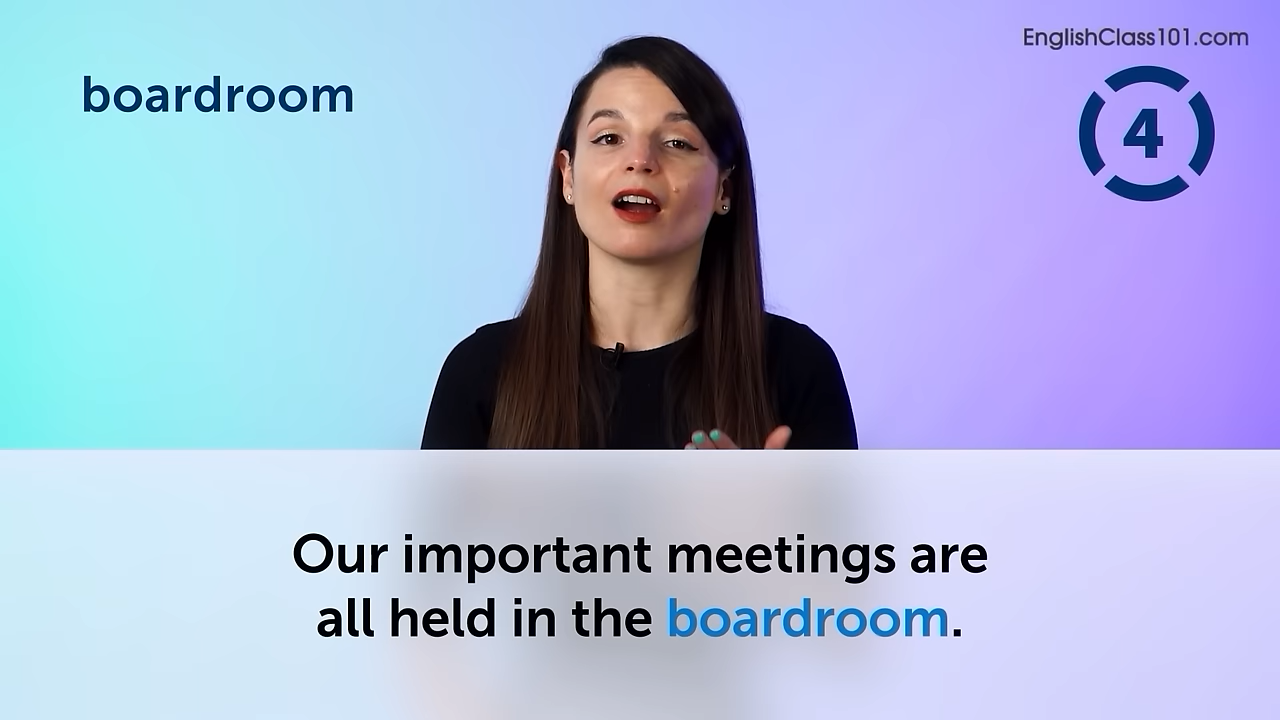 EnglishClass101.com
boardroom
4
Our important meetings are
all held in the boardroom.